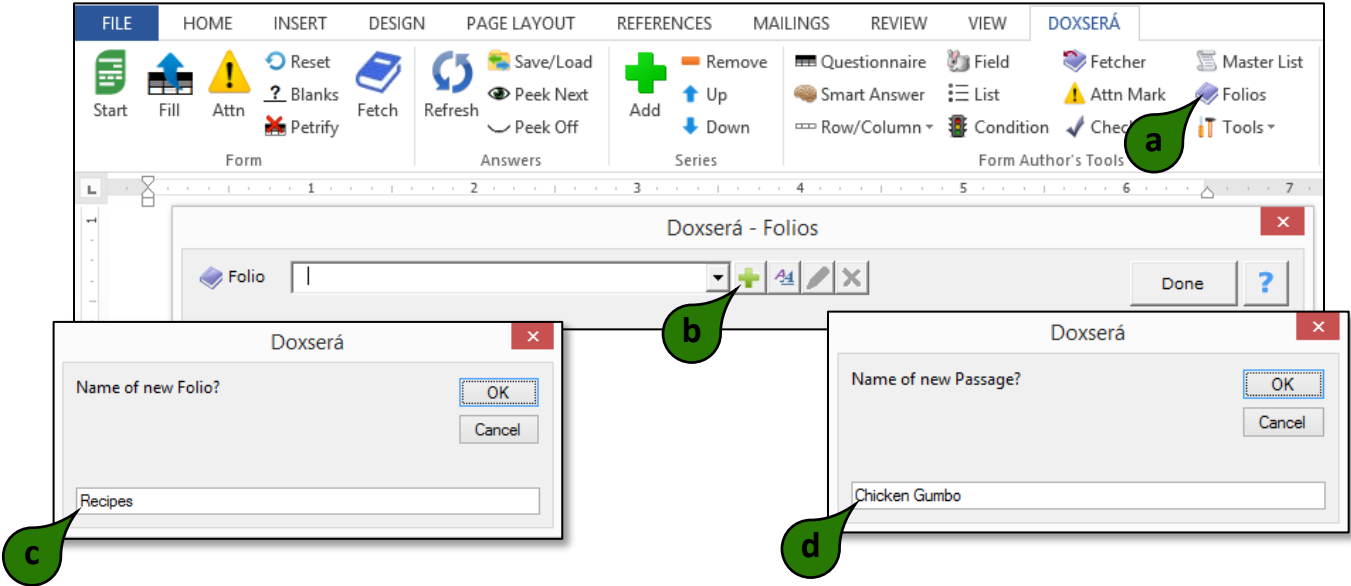 FILE HOME INSERT DESIGN PAGE LAYOUT REFERENCES MAILINGS REVIEW VIEW DOXSERÁ
Start
Fill
Attn
Reset
? Blanks
Petrify
Fetch
Form
Refresh
Save/Load
Peek Next
Peek Off
Answers
Add
Remove
Up
Down
Series
Questionnaire
Smart Answer
Row/Column
Field
List
Condition
Fetcher
Attn Mark
Master List
Folios
Tools
Form Author's Tools
a
L
1 2 3 4 5 6 7
1
Doxserá - Folios
Folio
Done
?
b
Doxserá
Name of new Folio?
OK
Cancel
Recipes
c
Doxserá
Name of new Passage?
OK
Cancel
Chicken Gumbo
d